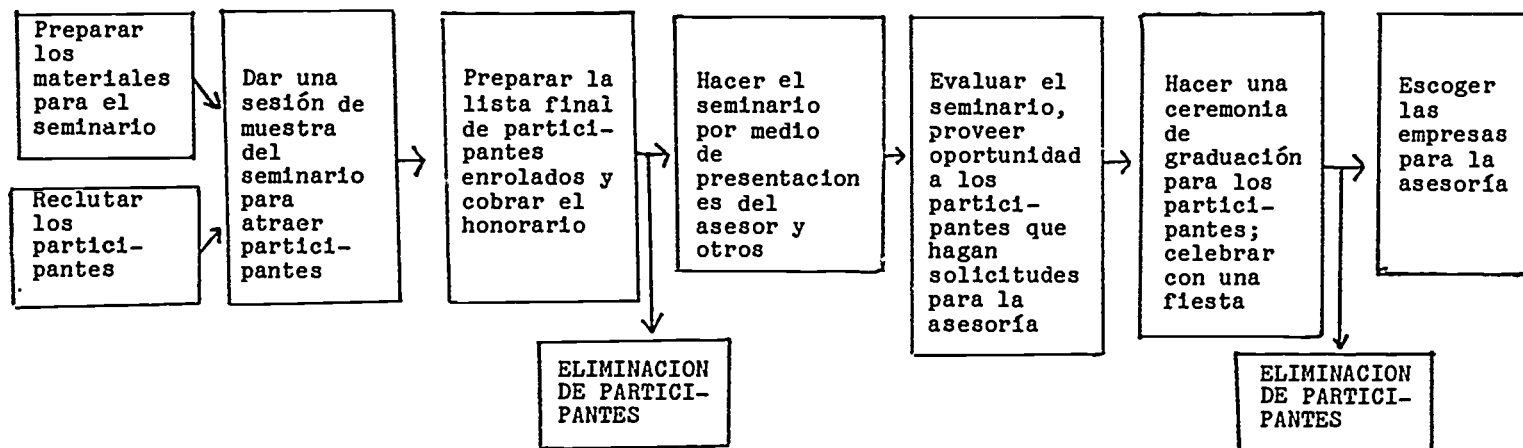 Preparar
los
materiales
para el
seminario
Reclutar
los
partici-
pantes
Dar una
sesión de
muestra
del
seminario
para
atraer
partici-
pantes
Preparar la
lista final
de partici-
pantes
enrolados y
cobrar el
honorario
ELIMINACION
DE PARTICI-
PANTES
Hacer el
seminario
por medio
de
presentacion
es del
asesor y
otros
Evaluar el
seminario,
proveer
oportunidad
a los
partici-
pantes que
hagan
solicitudes
para la
asesoría
Hacer una
ceremonia
de
graduación
para los
partici-
pantes;
celebrar
con una
fiesta
ELIMINACION
DE PARTICI-
PANTES
Escoger
las
empresas
para la
asesoría